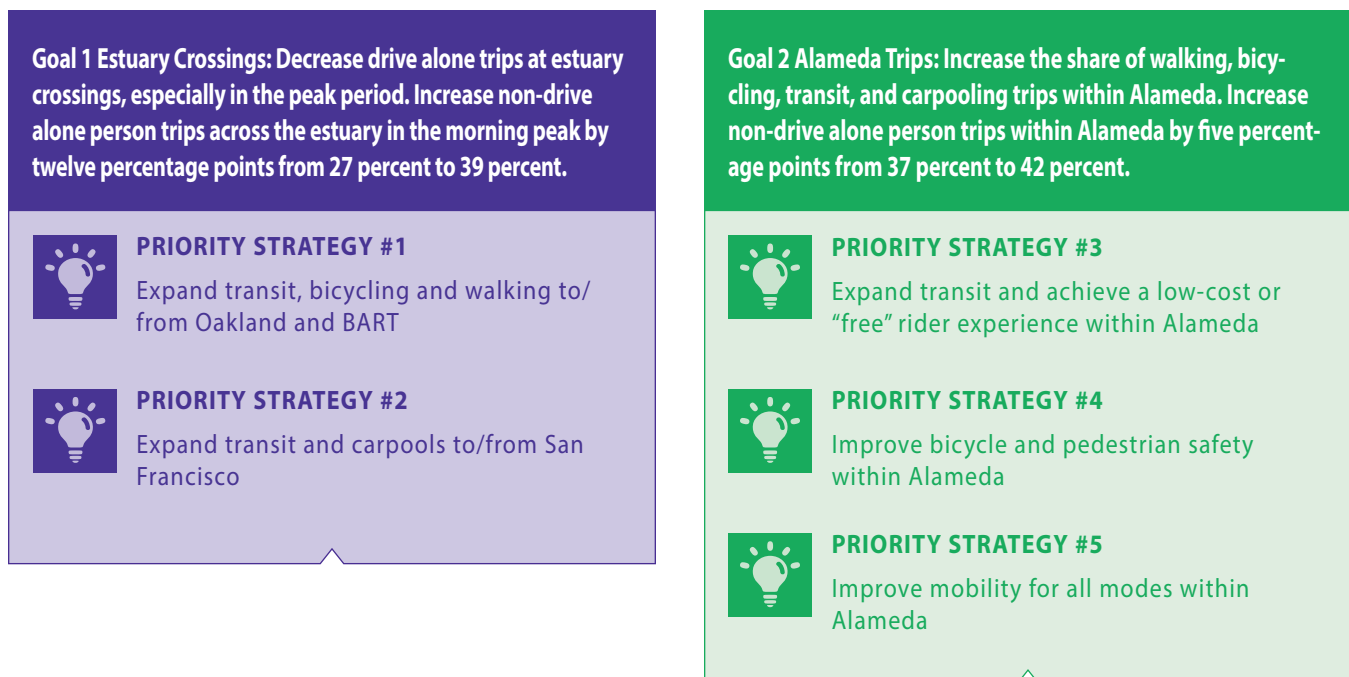 Goal 1 Estuary Crossings: Decrease drive alone trips at estuary
crossings, especially in the peak period. Increase non-drive
alone person trips across the estuary in the morning peak by
twelve percentage points from 27 percent to 39 percent.
PRIORITY STRATEGY #1
Expand transit, bicycling and walking to/
from Oakland and BART
PRIORITY STRATEGY #2
Expand transit and carpools to/from San
Francisco
Goal 2 Alameda Trips: Increase the share of walking, bicy-
cling, transit, and carpooling trips within Alameda. Increase
non-drive alone person trips within Alameda by five percent-
age points from 37 percent to 42 percent.
PRIORITY STRATEGY #3
Expand transit and achieve a low-cost or
“free” rider experience within Alameda
PRIORITY STRATEGY #4
Improve bicycle and pedestrian safety
within Alameda
PRIORITY STRATEGY #5
Improve mobility for all modes within
Alameda